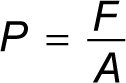 P = F/A